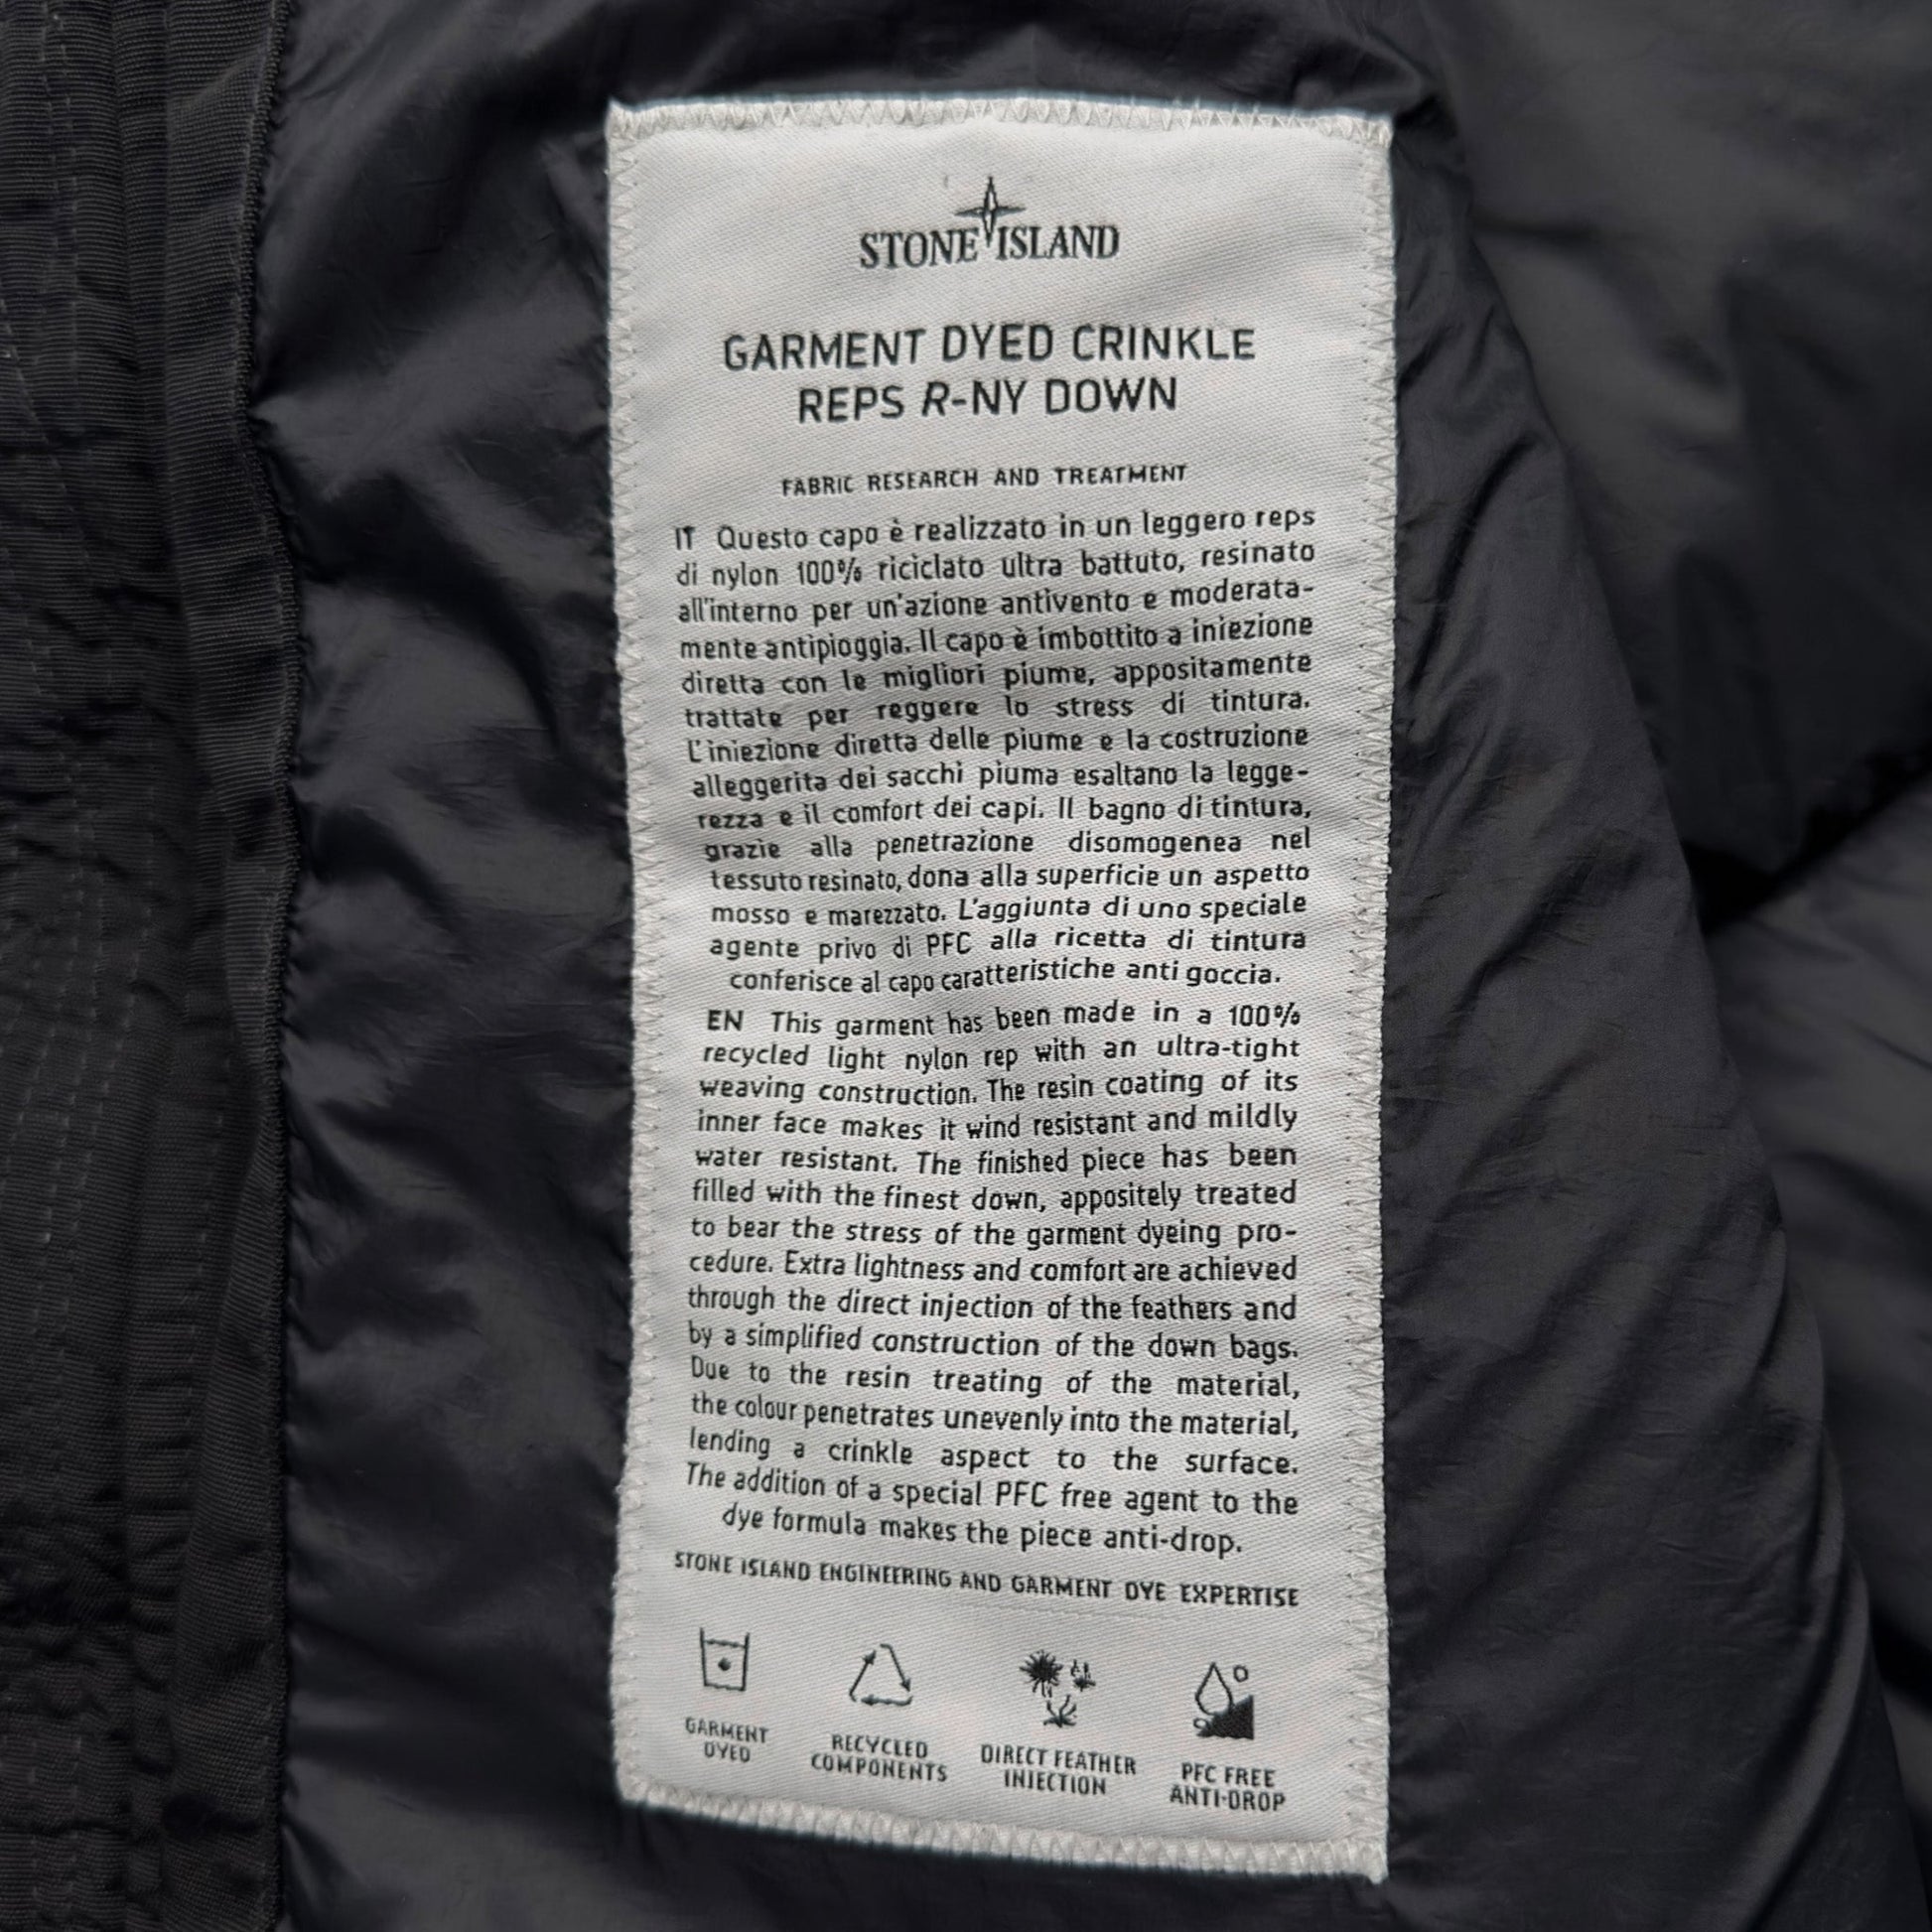 STONE ISLAND
GARMENT DYED CRINKLE
REPS R-NY DOWN
FABRIC RESEARCH AND TREATMENT
IT Questo capo è realizzato in un leggero reps
di nylon 100% riciclato ultra battuto, resinato
all'interno per un'azione antivento e moderata-
mente antipioggia. Il capo è imbottito a iniezione
diretta con le migliori piume, appositamente
trattate per reggere lo stress di tintura.
L'iniezione diretta delle piume e la costruzione
alleggerita dei sacchi piuma esaltano la legge-
rezza e il comfort dei capi. Il bagno di tintura,
grazie alla penetrazione disomogenea nel
tessuto resinato, dona alla superficie un aspetto
mosso e marezzato. L'aggiunta di uno speciale
agente privo di PFC alla ricetta di tintura
conferisce al capo caratteristiche anti goccia.
EN This garment has been made in a 100%
recycled light nylon rep with an ultra-tight
weaving construction. The resin coating of its
inner face makes it wind resistant and mildly
water resistant. The finished piece has been
filled with the finest down, appositely treated
to bear the stress of the garment dyeing pro-
cedure. Extra lightness and comfort are achieved
through the direct injection of the feathers and
by a simplified construction of the down bags.
Due to the resin treating of the material,
the colour penetrates unevenly into the material,
lending a crinkle aspect to the surface.
The addition of a special PFC free agent to the
dye formula makes the piece anti-drop.
STONE ISLAND ENGINEERING AND GARMENT DYE EXPERTISE
GARMENT
DYED
RECYCLED
COMPONENTS
DIRECT FEATHER
INJECTION
PFC FREE
ANTI-DROP